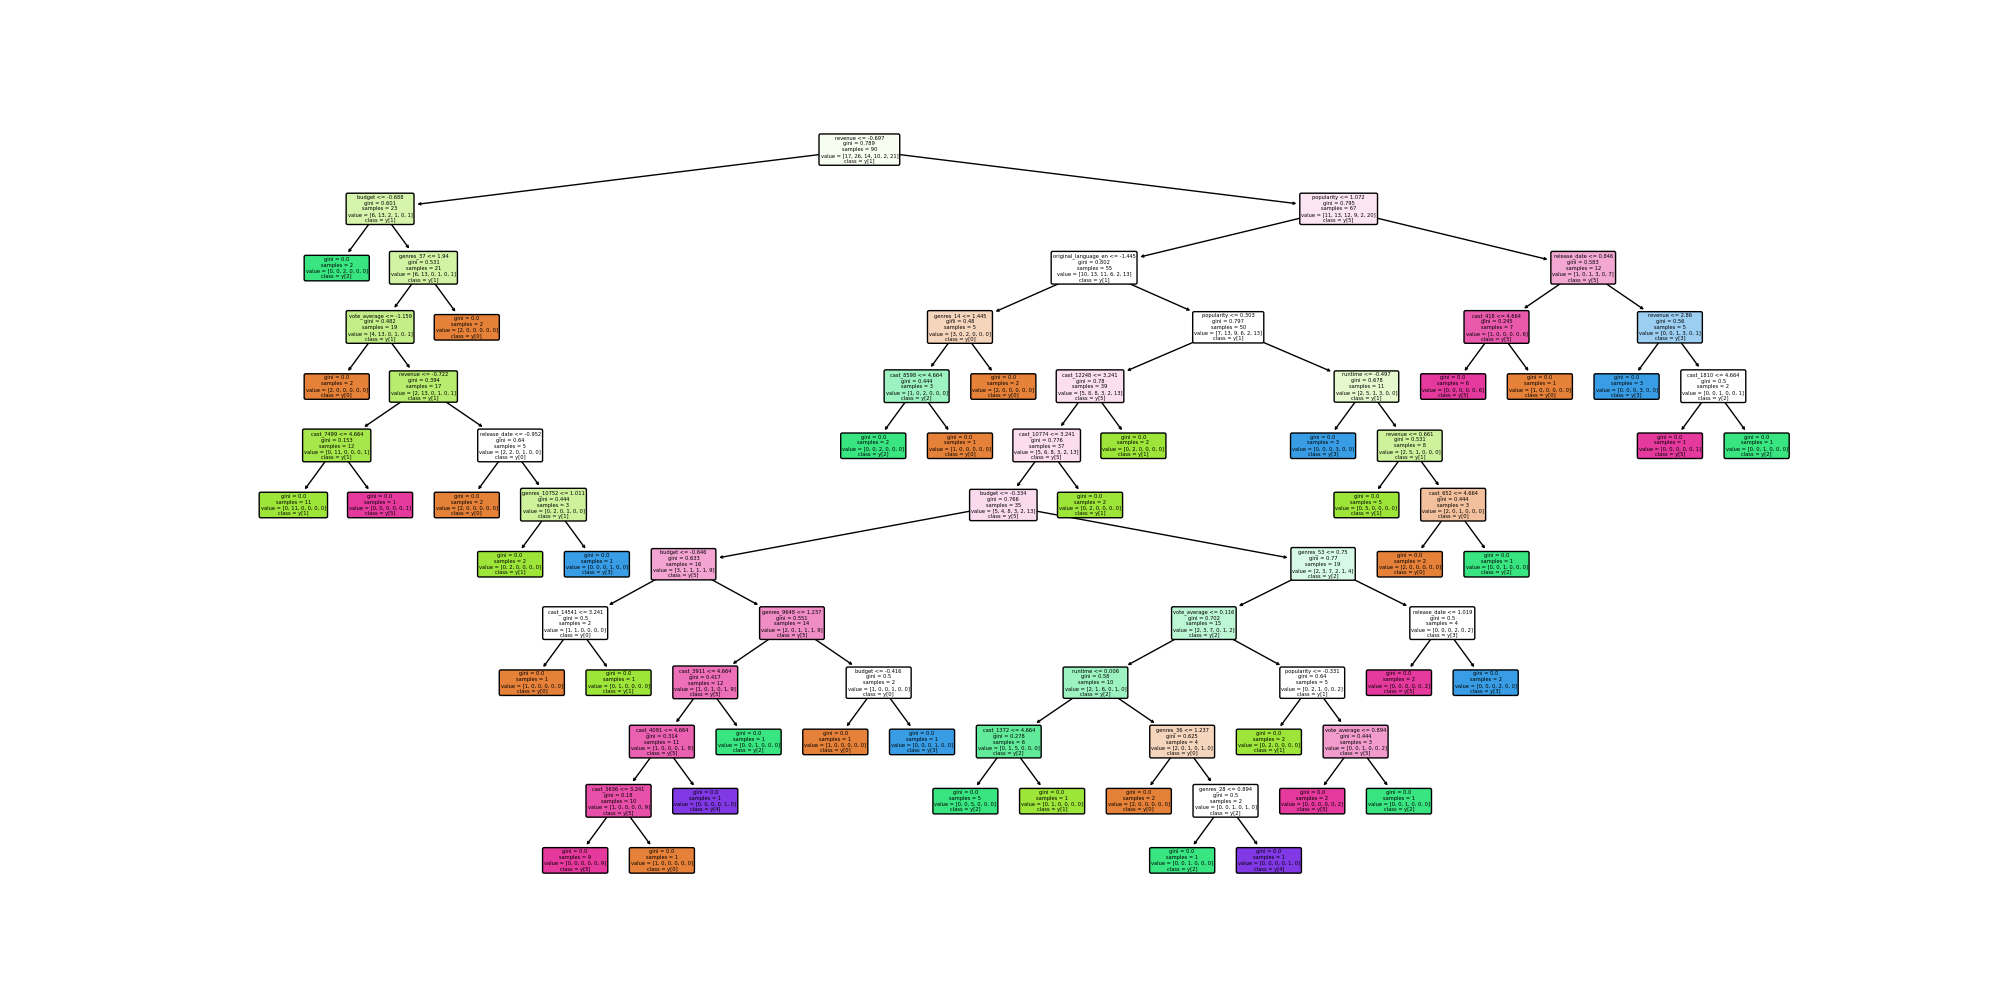 revenue <= -0.697
gini = 0.789
samples = 90
value = [17, 26, 14, 10, 2, 21]
class = y[1]
budget <= -0.688
gini = 0.601
samples = 23
value = [6, 13, 2, 1, 0, 1]
class = y[1]
popularity <= 1.072
gini = 0.795
samples = 67
value = [11, 13, 12, 9, 2, 20]
class = y[5]
gini = 0.0
samples = 2
value = [0, 0, 2, 0, 0, 0]
class = y[2]
genres_37 <= 1.94
gini = 0.531
samples = 21
value = [6, 13, 0, 1, 0, 1]
class = y[1]
original_language_en <= -1.445
gini = 0.802
samples = 55
value = [10, 13, 11, 6, 2, 13]
class = y[1]
release_date <= 0.846
gini = 0.583
samples = 12
value = [1, 0, 1, 3, 0, 7]
class = y[5]
vote_average <= -1.159
gini = 0.482
samples = 19
value = [4, 13, 0, 1, 0, 1]
class = y[1]
gini = 0.0
samples = 2
value = [2, 0, 0, 0, 0, 0]
class = y[0]
genres_14 <= 1.445
gini = 0.48
samples = 5
value = [3, 0, 2, 0, 0, 0]
class = y[0]
popularity <= 0.303
gini = 0.797
samples = 50
value = [7, 13, 9, 6, 2, 13]
class = y[1]
cast_418 <= 4.664
gini = 0.245
samples = 7
value = [1, 0, 0, 0, 0, 6]
class = y[5]
revenue <= 2.86
gini = 0.56
samples = 5
value = [0, 0, 1, 3, 0, 1]
class = y[3]
gini = 0.0
samples = 2
value = [2, 0, 0, 0, 0, 0]
class = y[0]
revenue <= -0.722
gini = 0.394
samples = 17
value = [2, 13, 0, 1, 0, 1]
class = y[1]
cast_8598 <= 4.664
gini = 0.444
samples = 3
value = [1, 0, 2, 0, 0, 0]
class = y[2]
gini = 0.0
samples = 2
value = [2, 0, 0, 0, 0, 0]
class = y[0]
cast_12248 <= 3.241
gini = 0.78
samples = 39
value = [5, 8, 8, 3, 2, 13]
class = y[5]
runtime <= -0.497
gini = 0.678
samples = 11
value = [2, 5, 1, 3, 0, 0]
class = y[1]
gini = 0.0
samples = 6
value = [0, 0, 0, 0, 0, 6]
class = y[5]
gini = 0.0
samples = 1
value = [1, 0, 0, 0, 0, 0]
class = y[0]
gini = 0.0
samples = 3
value = [0, 0, 0, 3, 0, 0]
class = y[3]
cast_1810 <= 4.664
gini = 0.5
samples = 2
value = [0, 0, 1, 0, 0, 1]
class = y[2]
cast_7499 <= 4.664
gini = 0.153
samples = 12
value = [0, 11, 0, 0, 0, 1]
class = y[1]
release_date <= -0.952
gini = 0.64
samples = 5
value = [2, 2, 0, 1, 0, 0]
class = y[0]
gini = 0.0
samples = 2
value = [0, 0, 2, 0, 0, 0]
class = y[2]
gini = 0.0
samples = 1
value = [1, 0, 0, 0, 0, 0]
class = y[0]
cast_10774 <= 3.241
gini = 0.776
samples = 37
value = [5, 6, 8, 3, 2, 13]
class = y[5]
gini = 0.0
samples = 2
value = [0, 2, 0, 0, 0, 0]
class = y[1]
gini = 0.0
samples = 3
value = [0, 0, 0, 3, 0, 0]
class = y[3]
revenue <= 0.661
gini = 0.531
samples = 8
value = [2, 5, 1, 0, 0, 0]
class = y[1]
gini = 0.0
samples = 1
value = [0, 0, 0, 0, 0, 1]
class = y[5]
gini = 0.0
samples = 1
value = [0, 0, 1, 0, 0, 0]
class = y[2]
gini = 0.0
samples = 11
value = [0, 11, 0, 0, 0, 0]
class = y[1]
gini = 0.0
samples = 1
value = [0, 0, 0, 0, 0, 1]
class = y[5]
gini = 0.0
samples = 2
value = [2, 0, 0, 0, 0, 0]
class = y[0]
genres_10752 <= 1.011
gini = 0.444
samples = 3
value = [0, 2, 0, 1, 0, 0]
class = y[1]
budget <= -0.334
gini = 0.766
samples = 35
value = [5, 4, 8, 3, 2, 13]
class = y[5]
gini = 0.0
samples = 2
value = [0, 2, 0, 0, 0, 0]
class = y[1]
gini = 0.0
samples = 5
value = [0, 5, 0, 0, 0, 0]
class = y[1]
cast_652 <= 4.664
gini = 0.444
samples = 3
value = [2, 0, 1, 0, 0, 0]
class = y[0]
gini = 0.0
samples = 2
value = [0, 2, 0, 0, 0, 0]
class = y[1]
gini = 0.0
samples = 1
value = [0, 0, 0, 1, 0, 0]
class = y[3]
budget <= -0.646
gini = 0.633
samples = 16
value = [3, 1, 1, 1, 1, 9]
class = y[5]
genres_53 <= 0.75
gini = 0.77
samples = 19
value = [2, 3, 7, 2, 1, 4]
class = y[2]
gini = 0.0
samples = 2
value = [2, 0, 0, 0, 0, 0]
class = y[0]
gini = 0.0
samples = 1
value = [0, 0, 1, 0, 0, 0]
class = y[2]
cast_14541 <= 3.241
gini = 0.5
samples = 2
value = [1, 1, 0, 0, 0, 0]
class = y[0]
genres_9648 <= 1.237
gini = 0.551
samples = 14
value = [2, 0, 1, 1, 1, 9]
class = y[5]
vote_average <= 0.116
gini = 0.702
samples = 15
value = [2, 3, 7, 0, 1, 2]
class = y[2]
release_date <= 1.019
gini = 0.5
samples = 4
value = [0, 0, 0, 2, 0, 2]
class = y[3]
gini = 0.0
samples = 1
value = [1, 0, 0, 0, 0, 0]
class = y[0]
gini = 0.0
samples = 1
value = [0, 1, 0, 0, 0, 0]
class = y[1]
cast_3911 <= 4.664
gini = 0.417
samples = 12
value = [1, 0, 1, 0, 1, 9]
class = y[5]
budget <= -0.416
gini = 0.5
samples = 2
value = [1, 0, 0, 1, 0, 0]
class = y[0]
runtime <= 0.006
gini = 0.58
samples = 10
value = [2, 1, 6, 0, 1, 0]
class = y[2]
popularity <= -0.331
gini = 0.64
samples = 5
value = [0, 2, 1, 0, 0, 2]
class = y[1]
gini = 0.0
samples = 2
value = [0, 0, 0, 0, 0, 2]
class = y[5]
gini = 0.0
samples = 2
value = [0, 0, 0, 2, 0, 0]
class = y[3]
cast_4091 <= 4.664
gini = 0.314
samples = 11
value = [1, 0, 0, 0, 1, 9]
class = y[5]
gini = 0.0
samples = 1
value = [0, 0, 1, 0, 0, 0]
class = y[2]
gini = 0.0
samples = 1
value = [1, 0, 0, 0, 0, 0]
class = y[0]
gini = 0.0
samples = 1
value = [0, 0, 0, 1, 0, 0]
class = y[3]
cast_1372 <= 4.664
gini = 0.278
samples = 6
value = [0, 1, 5, 0, 0, 0]
class = y[2]
genres_36 <= 1.237
gini = 0.625
samples = 4
value = [2, 0, 1, 0, 1, 0]
class = y[0]
gini = 0.0
samples = 2
value = [0, 2, 0, 0, 0, 0]
class = y[1]
vote_average <= 0.894
gini = 0.444
samples = 3
value = [0, 0, 1, 0, 0, 2]
class = y[5]
cast_3636 <= 3.241
gini = 0.18
samples = 10
value = [1, 0, 0, 0, 0, 9]
class = y[5]
gini = 0.0
samples = 1
value = [0, 0, 0, 0, 1, 0]
class = y[4]
gini = 0.0
samples = 5
value = [0, 0, 5, 0, 0, 0]
class = y[2]
gini = 0.0
samples = 1
value = [0, 1, 0, 0, 0, 0]
class = y[1]
gini = 0.0
samples = 2
value = [2, 0, 0, 0, 0, 0]
class = y[0]
genres_28 <= 0.894
gini = 0.5
samples = 2
value = [0, 0, 1, 0, 1, 0]
class = y[2]
gini = 0.0
samples = 2
value = [0, 0, 0, 0, 0, 2]
class = y[5]
gini = 0.0
samples = 1
value = [0, 0, 1, 0, 0, 0]
class = y[2]
gini = 0.0
samples = 9
value = [0, 0, 0, 0, 0, 9]
class = y[5]
gini = 0.0
samples = 1
value = [1, 0, 0, 0, 0, 0]
class = y[0]
gini = 0.0
samples = 1
value = [0, 0, 1, 0, 0, 0]
class = y[2]
gini = 0.0
samples = 1
value = [0, 0, 0, 0, 1, 0]
class = y[4]